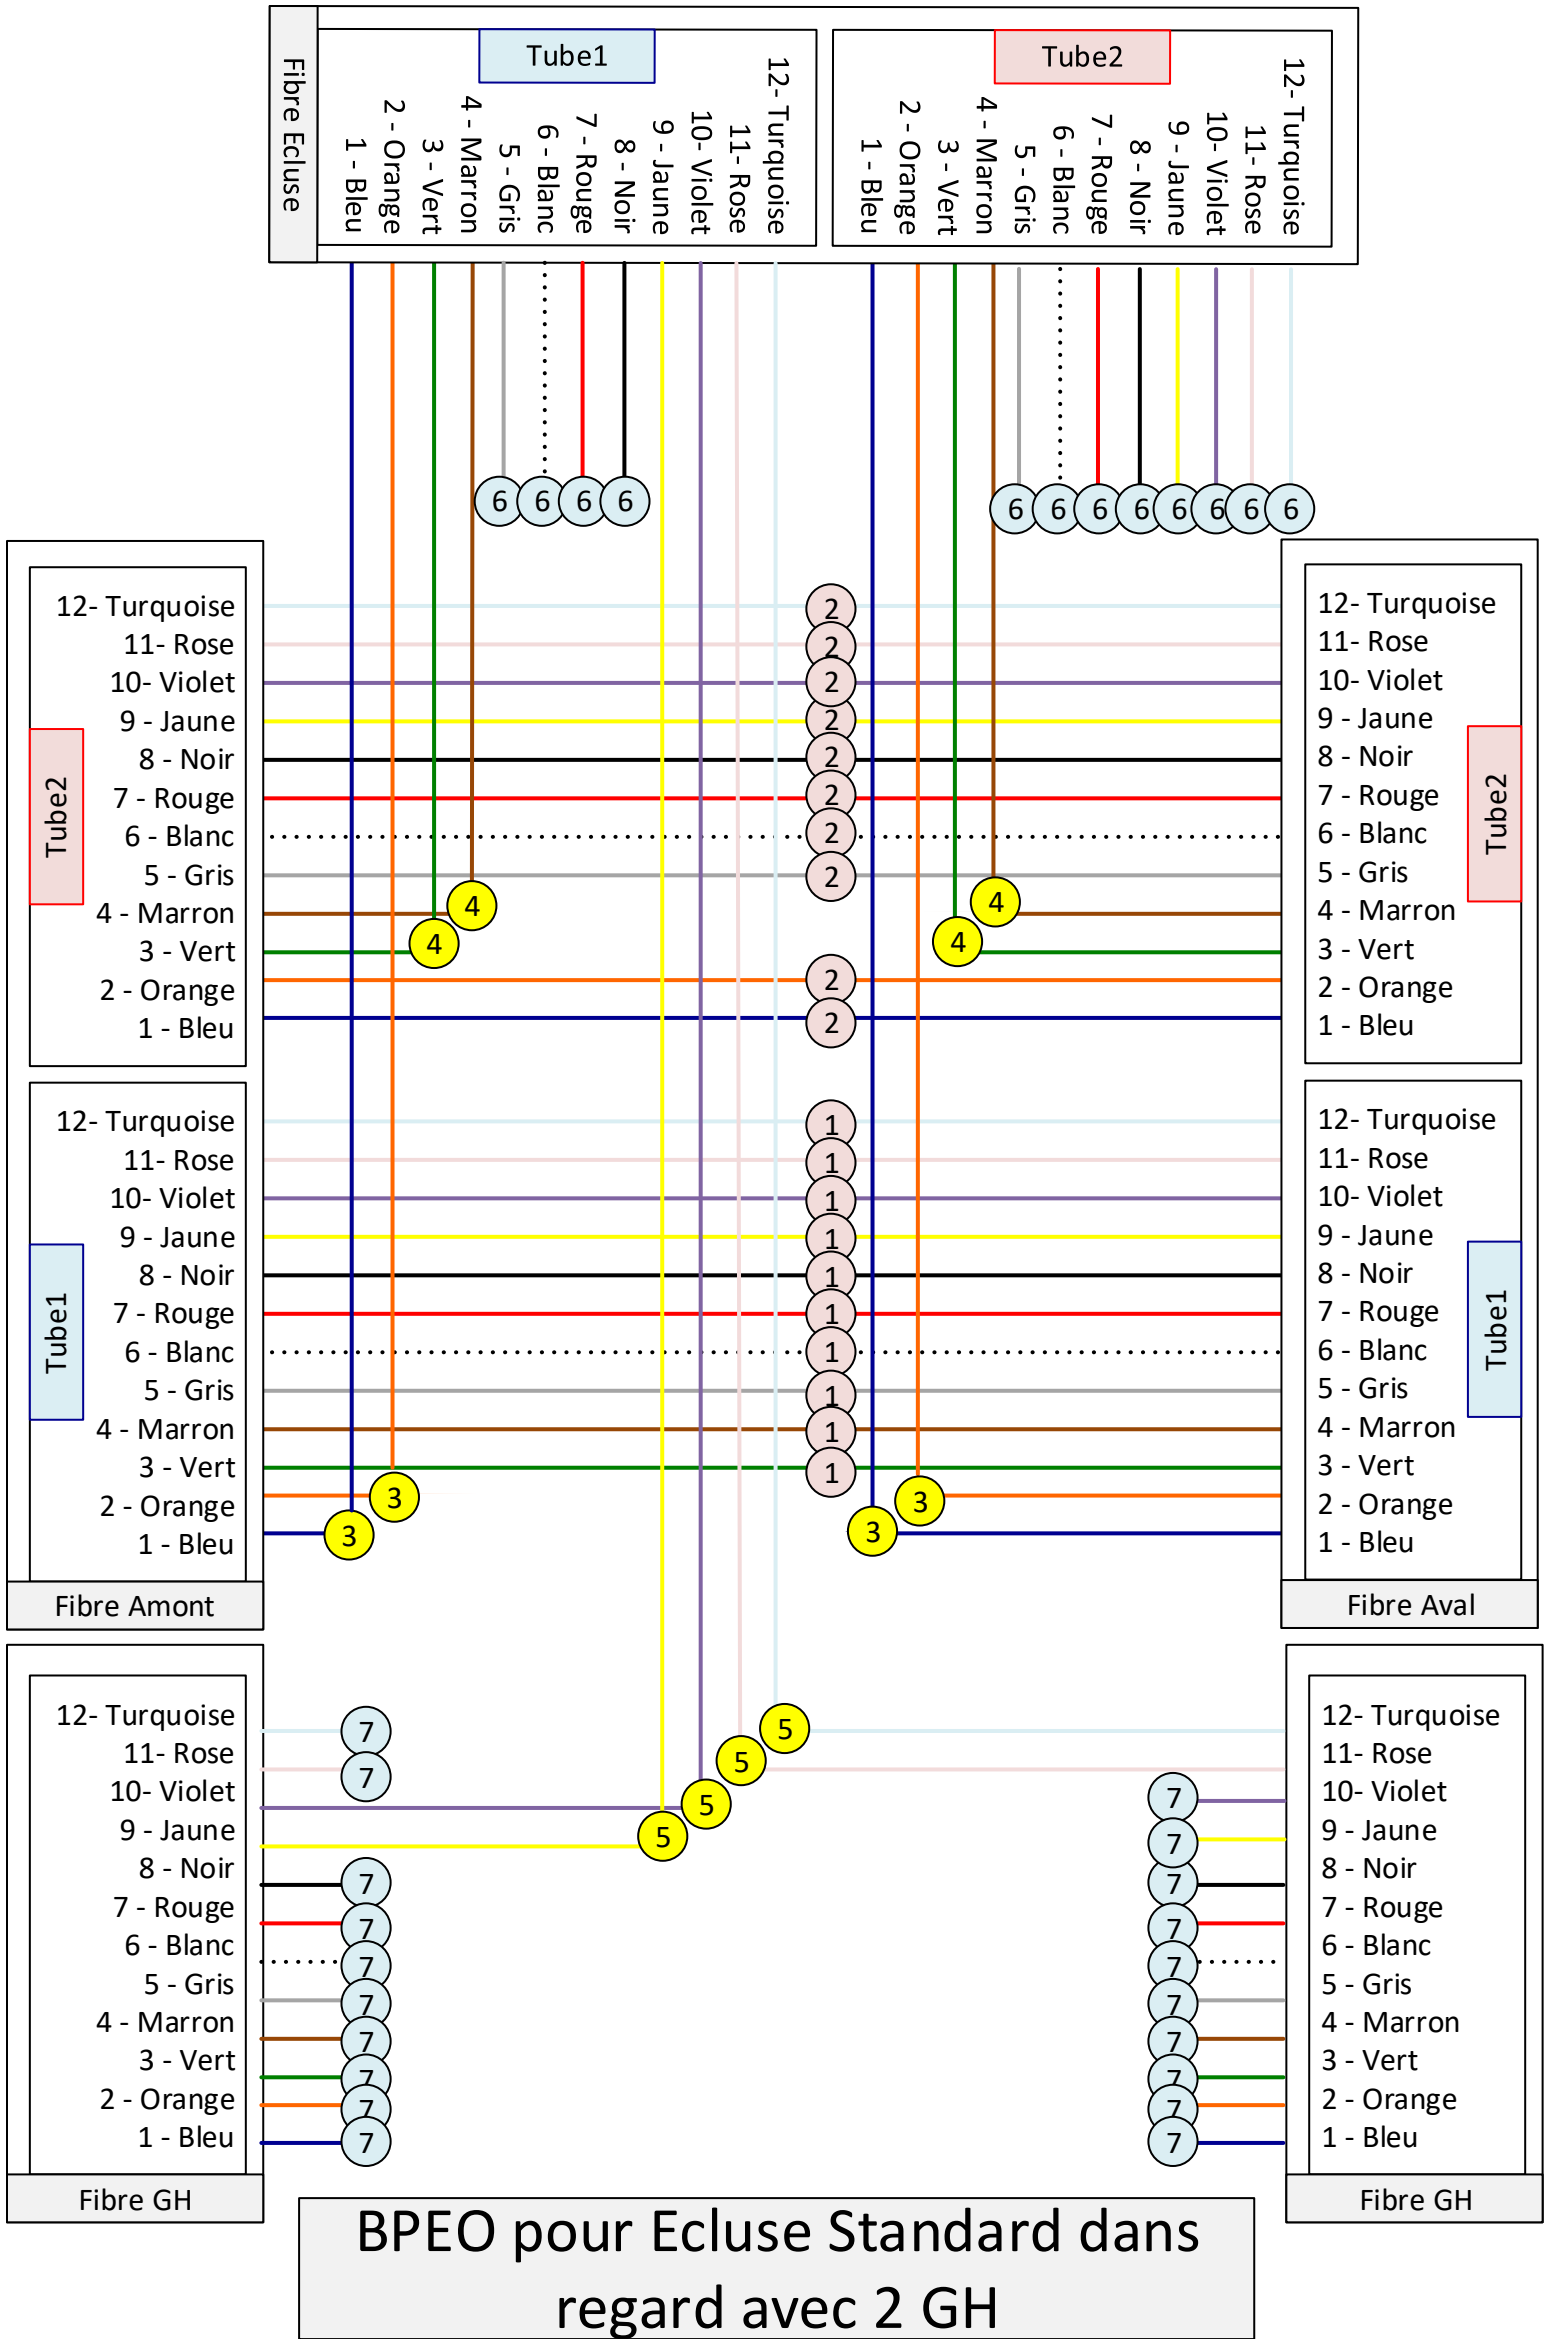 Fibre Ecluse
Tube1
1 - Bleu
2 - Orange
3 - Vert
4 - Marron
5 - Gris
6 - Blanc
7 - Rouge
8 - Noir
9 - Jaune
10- Violet
11- Rose
12- Turquoise
Tube2
1 - Bleu
2 - Orange
3 - Vert
4 - Marron
5 - Gris
6 - Blanc
7 - Rouge
8 - Noir
9 - Jaune
10- Violet
11- Rose
12- Turquoise
6 6 6 6
6 6 6 6 6 6 6 6
Tube2
12- Turquoise
11- Rose
10- Violet
9 - Jaune
8 - Noir
7 - Rouge
6 - Blanc
5 - Gris
4 - Marron
3 - Vert
2 - Orange
1 - Bleu
Tube1
12- Turquoise
11- Rose
10- Violet
9 - Jaune
8 - Noir
7 - Rouge
6 - Blanc
5 - Gris
4 - Marron
3 - Vert
2 - Orange
1 - Bleu
Fibre Amont
2
2
2
2
2
2
2
2
4
4
4
4
2
2
1
1
1
1
1
1
1
1
1
1
3
3
3
3
12- Turquoise
11- Rose
10- Violet
9 - Jaune
8 - Noir
7 - Rouge
6 - Blanc
5 - Gris
4 - Marron
3 - Vert
2 - Orange
1 - Bleu
Tube2
12- Turquoise
11- Rose
10- Violet
9 - Jaune
8 - Noir
7 - Rouge
6 - Blanc
5 - Gris
4 - Marron
3 - Vert
2 - Orange
1 - Bleu
Tube1
Fibre Aval
12- Turquoise
11- Rose
10- Violet
9 - Jaune
8 - Noir
7 - Rouge
6 - Blanc
5 - Gris
4 - Marron
3 - Vert
2 - Orange
1 - Bleu
Fibre GH
7
7
7
7
7
7
7
7
7
7
5
5
5
5
7
7
7
7
7
7
7
7
7
7
12- Turquoise
11- Rose
10- Violet
9 - Jaune
8 - Noir
7 - Rouge
6 - Blanc
5 - Gris
4 - Marron
3 - Vert
2 - Orange
1 - Bleu
Fibre GH
BPEO pour Ecluse Standard dans
regard avec 2 GH